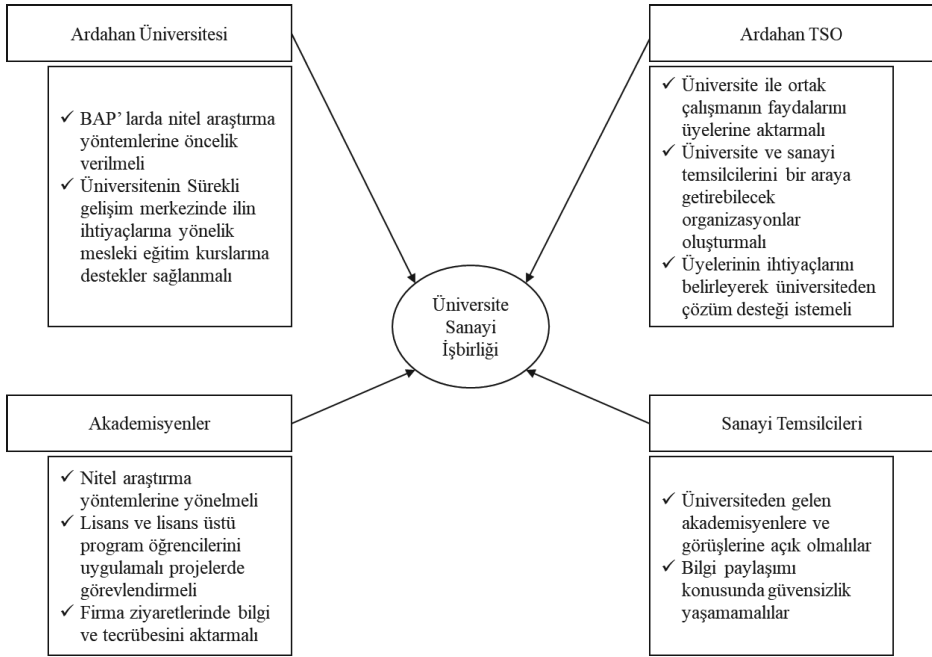 Ardahan Üniversitesi
✓ BAP’ larda nitel araştırma
yöntemlerine öncelik
verilmeli
✓ Üniversitenin Sürekli
gelişim merkezinde ilin
ihtiyaçlarına yönelik
mesleki eğitim kurslarına
destekler sağlanmalı
Ardahan TSO
✓ Üniversite ile ortak
çalışmanın faydalarını
üyelerine aktarmalı
✓ Üniversite ve sanayi
temsilcilerini bir araya
getirebilecek
organizasyonlar
oluşturmalı
✓ Üyelerinin ihtiyaçlarını
belirleyerek üniversiteden
çözüm desteği istemeli
Üniversite
Sanayi
İşbirliği
Akademisyenler
✓ Nitel araştırma
yöntemlerine yönelmeli
✓ Lisans ve lisans üstü
program öğrencilerini
uygulamalı projelerde
görevlendirmeli
✓ Firma ziyaretlerinde bilgi
ve tecrübesini aktarmalı
Sanayi Temsilcileri
✓ Üniversiteden gelen
akademisyenlere ve
görüşlerine açık olmalılar
✓ Bilgi paylaşımı
konusunda güvensizlik
yaşamamalılar